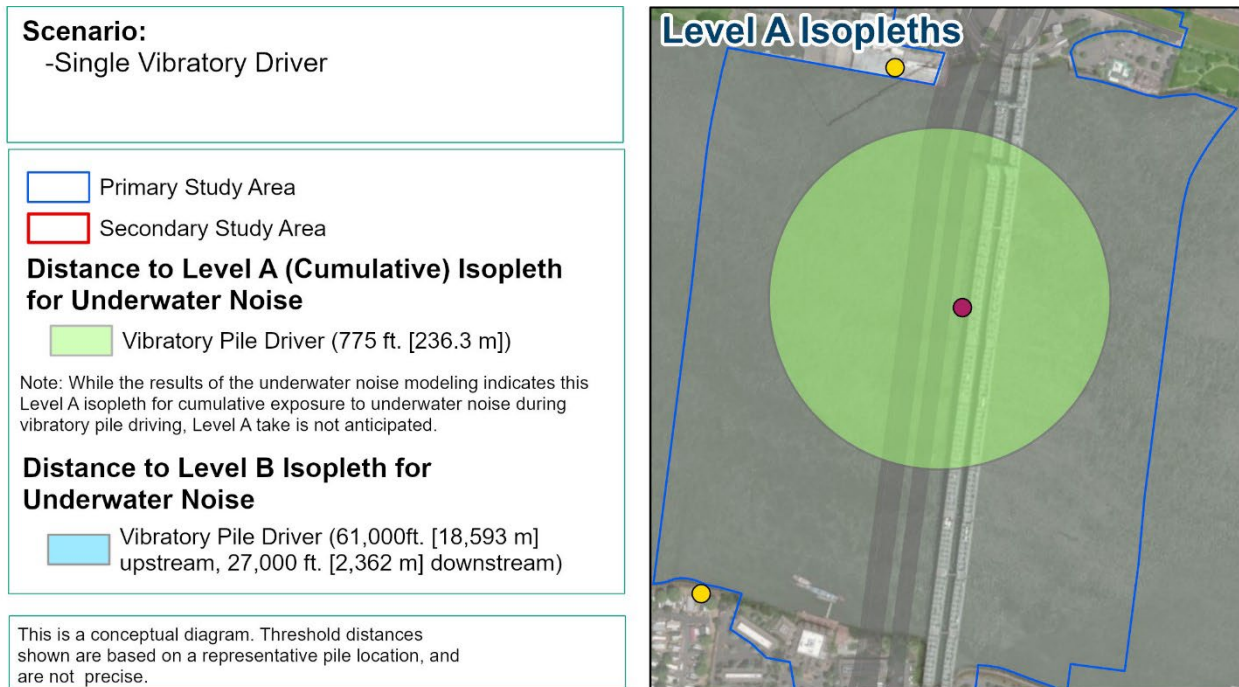 Scenario:
-Single Vibratory Driver
Primary Study Area
Secondary Study Area
Distance to Level A (Cumulative) Isopleth
for Underwater Noise
Vibratory Pile Driver (775 ft. [236.3 m])
Note: While the results of the underwater noise modeling indicates this
Level A isopleth for cumulative exposure to underwater noise during
vibratory pile driving, Level A take is not anticipated.
Distance to Level B Isopleth for
Underwater Noise
Vibratory Pile Driver (61,000ft. [18,593 m]
upstream, 27,000 ft. [2,362 m] downstream)
This is a conceptual diagram. Threshold distances
shown are based on a representative pile location, and
are not precise.
Level A Isopleths